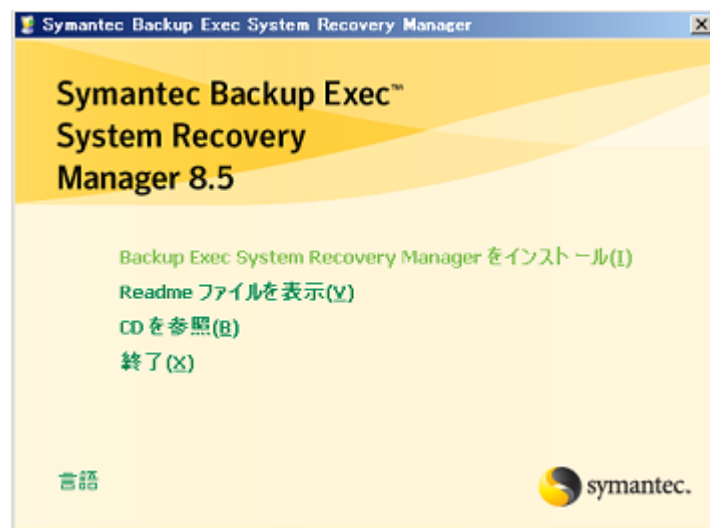 Symantec Backup Exec System Recovery Manager
Symantec Backup Exec™
System Recovery
Manager 8.5
Backup Exec System Recovery Manager をインストール(I)
Readme ファイルを表示(V)
CD を参照(B)
終了(X)
言語
symantec.